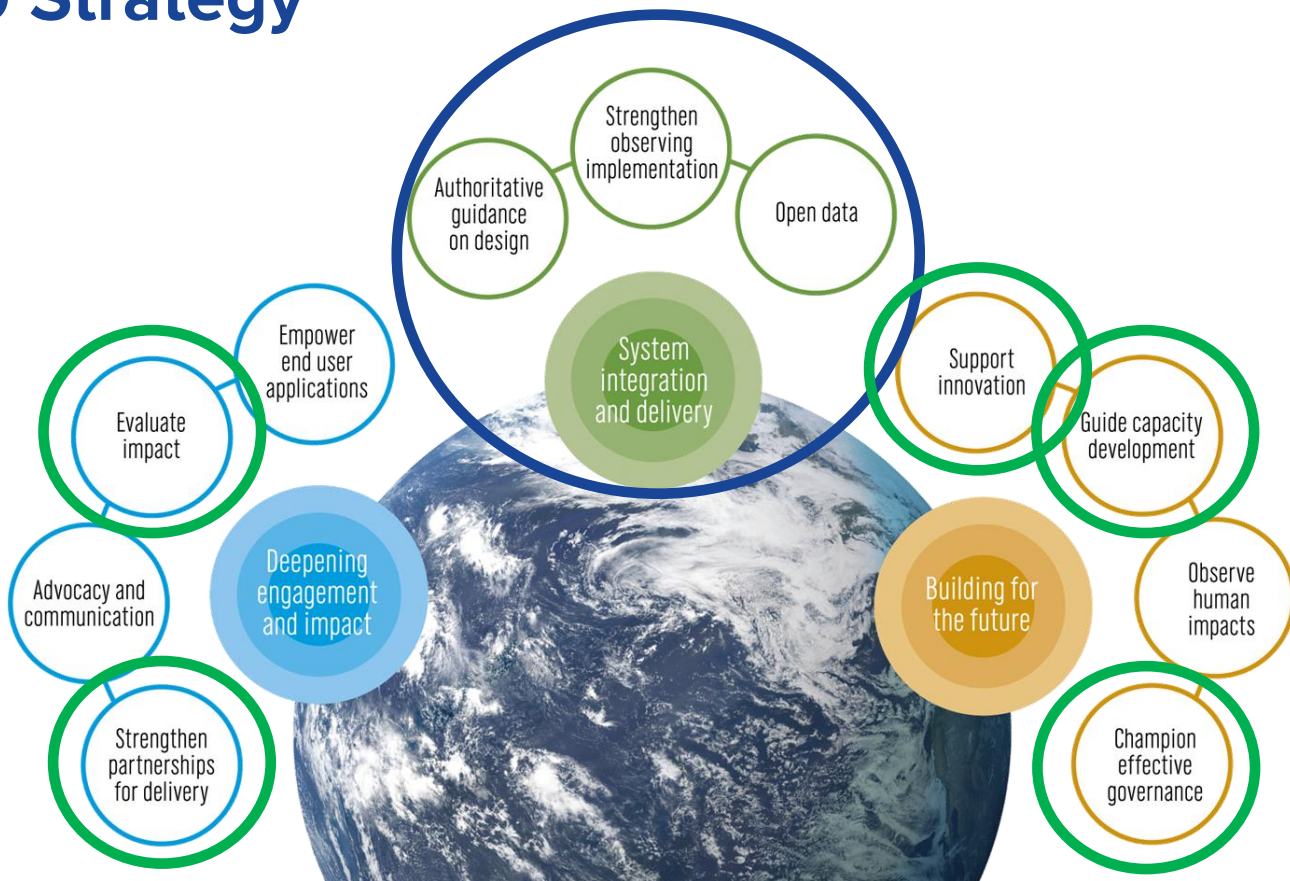 Strategy
Strengthen
observing
implementation
Authoritative
guidance
on design
Open data
System
integration
and delivery
Empower
end user
applications
Evaluate
impact
Advocacy and
communication
Strengthen
partnerships
for delivery
Deepening
engagement
and impact
Support
innovation
Guide capacity
development
Observe
human
impacts
Champion
effective
governance
Building for
the future